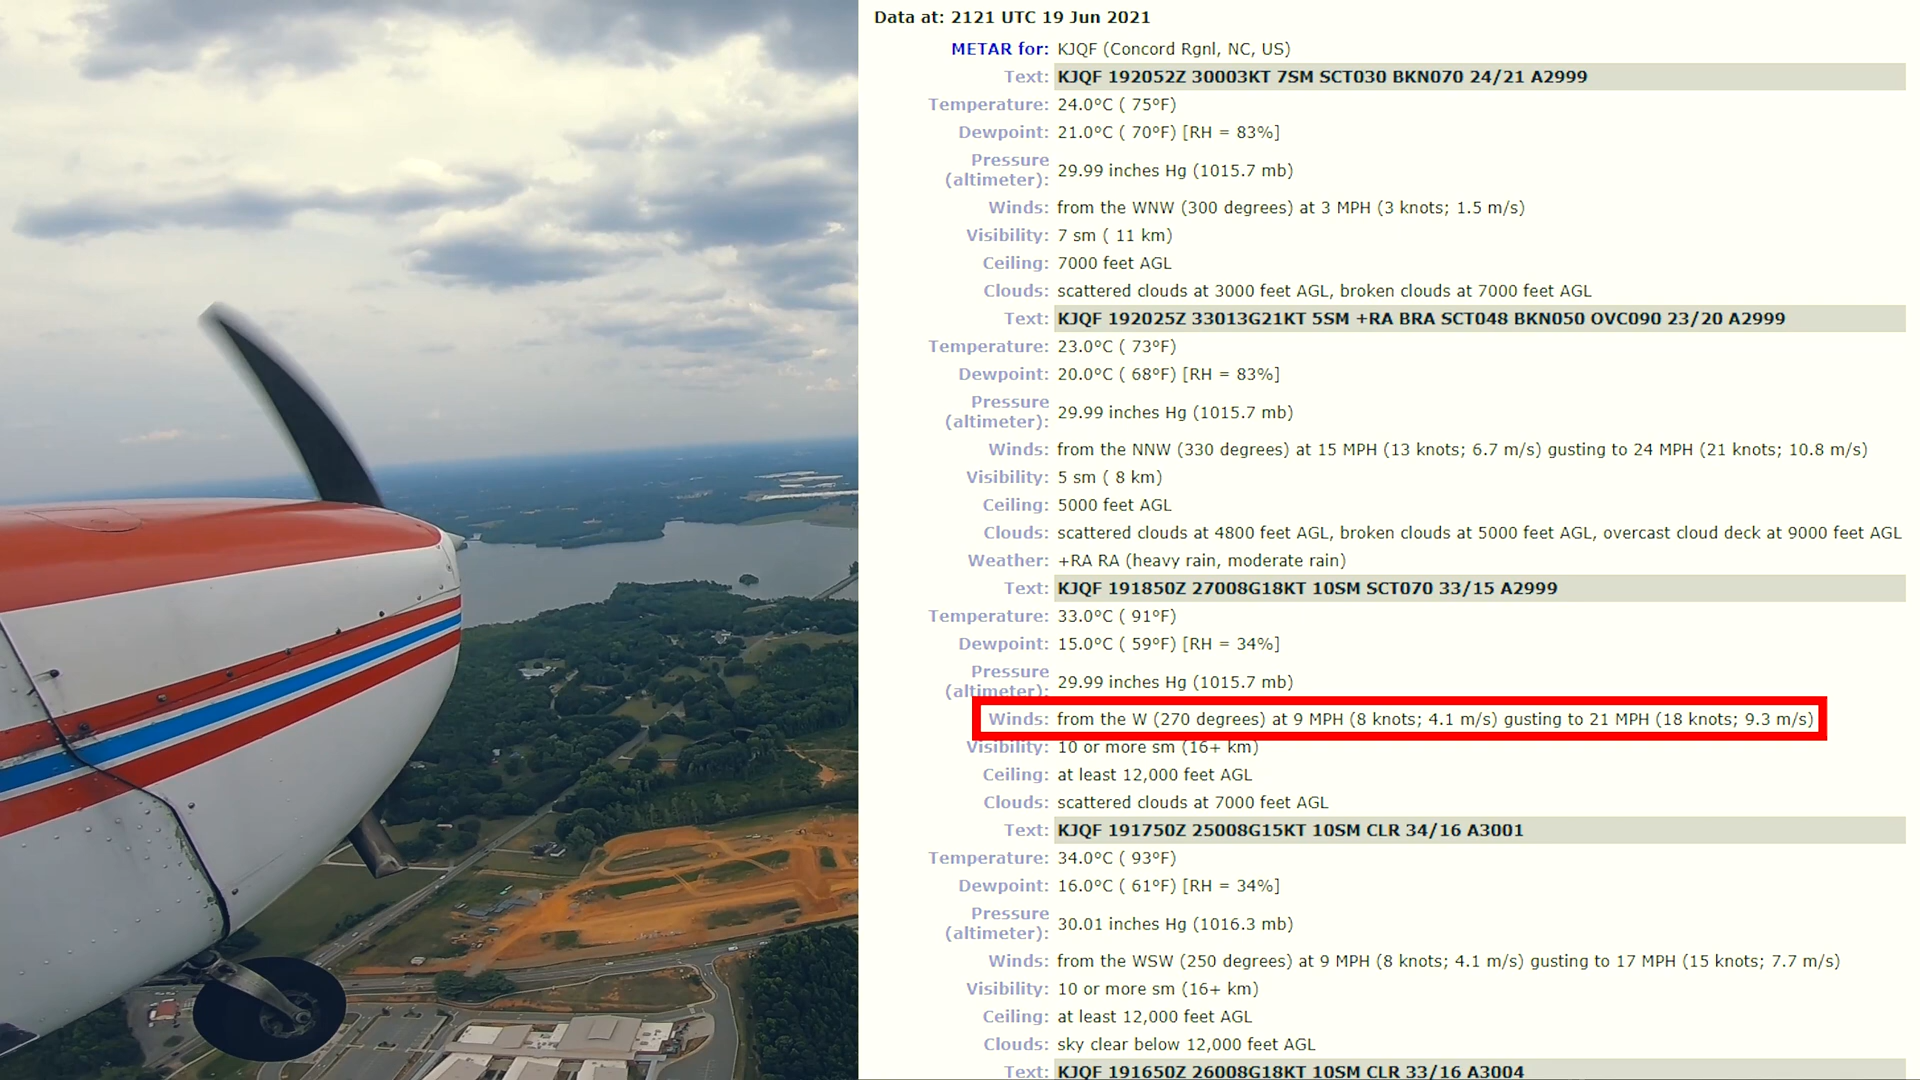 Data at: 2121 UTC 19 Jun 2021
METAR for: KJQF (Concord Rgnl, NC, US)
Text: KJQF 192052Z 30003KT 7SM SCT030 BKN070 24/21 A2999
Temperature: 24.0°C ( 75°F)
Dewpoint: 21.0°C ( 70°F) [RH = 83%]
Pressure
(altimeter): 29.99 inches Hg (1015.7 mb)
Winds: from the WNW (300 degrees) at 3 MPH (3 knots; 1.5 m/s)
Visibility: 7 sm ( 11 km)
Ceiling: 7000 feet AGL
Clouds: scattered clouds at 3000 feet AGL, broken clouds at 7000 feet AGL
Text: KJQF 192025Z 33013G21KT 5SM +RA BRA SCT048 BKN050 OVC090 23/20 A2999
Temperature: 23.0°C ( 73°F)
Dewpoint: 20.0°C ( 68°F) [RH = 83%]
Pressure
(altimeter): 29.99 inches Hg (1015.7 mb)
Winds: from the NNW (330 degrees) at 15 MPH (13 knots; 6.7 m/s) gusting to 24 MPH (21 knots; 10.8 m/s)
Visibility: 5 sm ( 8 km)
Ceiling: 5000 feet AGL
Clouds: scattered clouds at 4800 feet AGL, broken clouds at 5000 feet AGL, overcast cloud deck at 9000 feet AGL
Weather: +RA RA (heavy rain, moderate rain)
Text: KJQF 191850Z 27008G18KT 10SM SCT070 33/15 A2999
Temperature: 33.0°C ( 91°F)
Dewpoint: 15.0°C ( 59°F) [RH = 34%]
Pressure
(altimeter): 29.99 inches Hg (1015.7 mb)
Winds: from the W (270 degrees) at 9 MPH (8 knots; 4.1 m/s) gusting to 21 MPH (18 knots; 9.3 m/s)
Visibility: 10 or more sm (16+ km)
Ceiling: at least 12,000 feet AGL
Clouds: scattered clouds at 7000 feet AGL
Text: KJQF 191750Z 25008G15KT 10SM CLR 34/16 A3001
Temperature: 34.0°C ( 93°F)
Dewpoint: 16.0°C ( 61°F) [RH = 34%]
Pressure
(altimeter): 30.01 inches Hg (1016.3 mb)
Winds: from the WSW (250 degrees) at 9 MPH (8 knots; 4.1 m/s) gusting to 17 MPH (15 knots; 7.7 m/s)
Visibility: 10 or more sm (16+ km)
Ceiling: at least 12,000 feet AGL
Clouds: sky clear below 12,000 feet AGL
Text: KJQF 191650Z 26008G18KT 10SM CLR 33/16 A3004